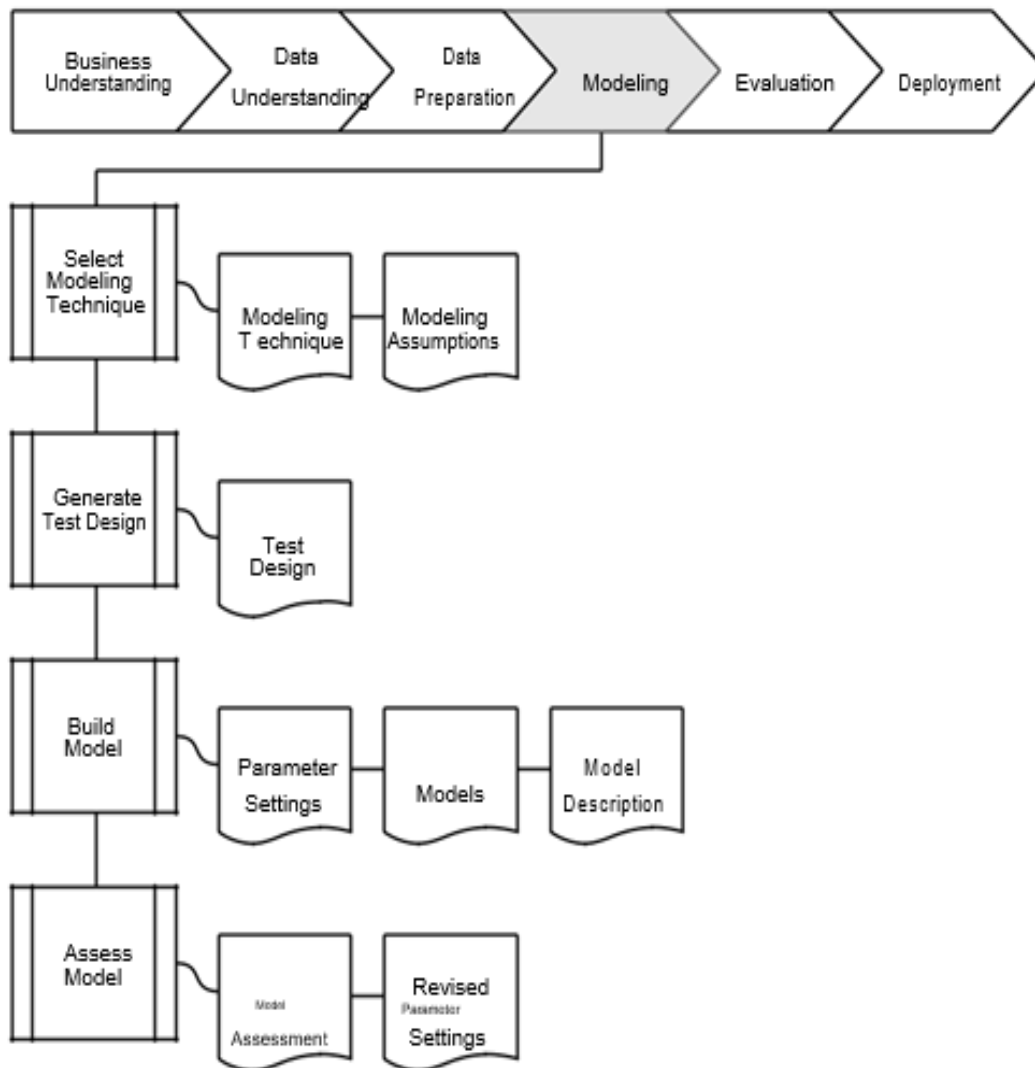 Business
Understanding
Data
Understanding
Data
Preparation
Modeling
Evaluation
Deployment
Select
Modeling
Technique
Modeling
T echnique
Modeling
Assumptions
Generate
Test Design
Test
Design
Build
Model
Parameter
Settings
Models
Model
Description
Assess
Model
Model
Assessment
Revised
Paramotor
Settings